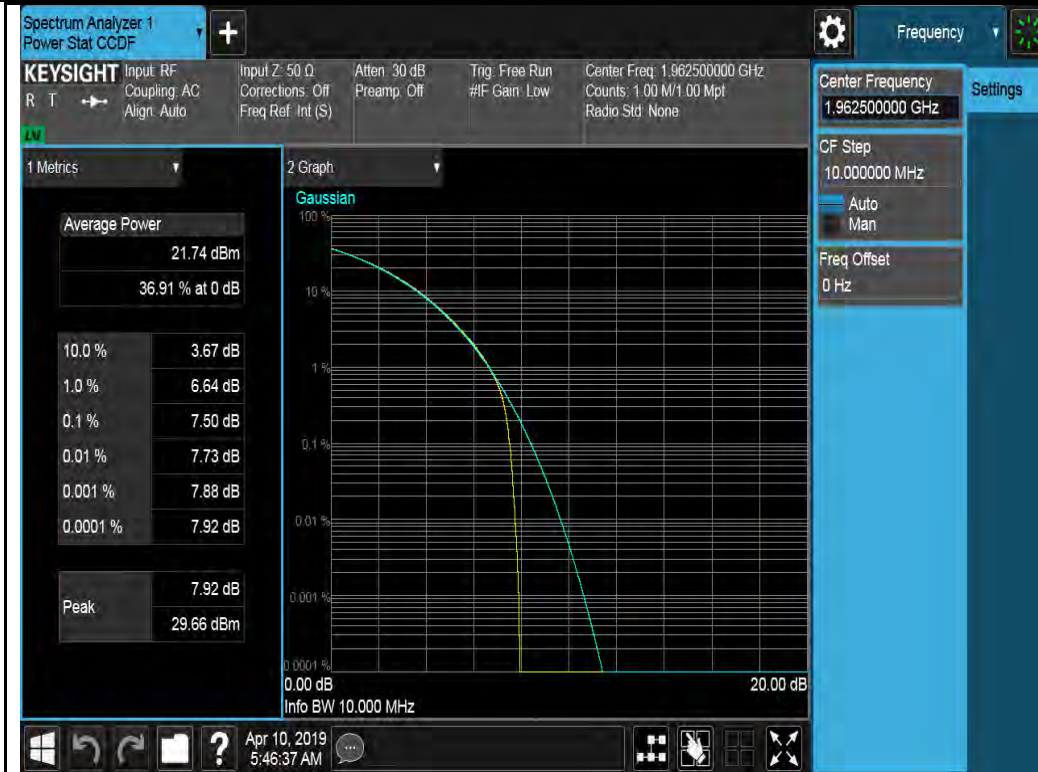 Spectrum Analyzer 1
Power Stat CCDF
+
Frequency
KEYSIGHT
R T
LXI
Input: RF
Coupling: AC
Align: Auto
Input Z: 50 Ω
Corrections: Off
Freq Ref: Int (S)
Atten: 30 dB
Preamp: Off
Trig: Free Run
#IF Gain: Low
Center Freq: 1.962500000 GHz
Counts: 1.00 M/1.00 Mpt
Radio Std: None
Center Frequency
1.962500000 GHz
Settings
CF Step
10.000000 MHz
Auto
Man
Freq Offset
0 Hz
1 Metrics
Average Power
21.74 dBm
36.91 % at 0 dB
10.0 % 3.67 dB
1.0 % 6.64 dB
0.1 % 7.50 dB
0.01 % 7.73 dB
0.001 % 7.88 dB
0.0001 % 7.92 dB
Peak
7.92 dB
29.66 dBm
2 Graph
Gaussian
100 %
10 %
1 %
0.1 %
0.01 %
0.001 %
0.0001 %
0.00 dB 20.00 dB
Info BW 10.000 MHz
?
Apr 10, 2019
5:46:37 AM